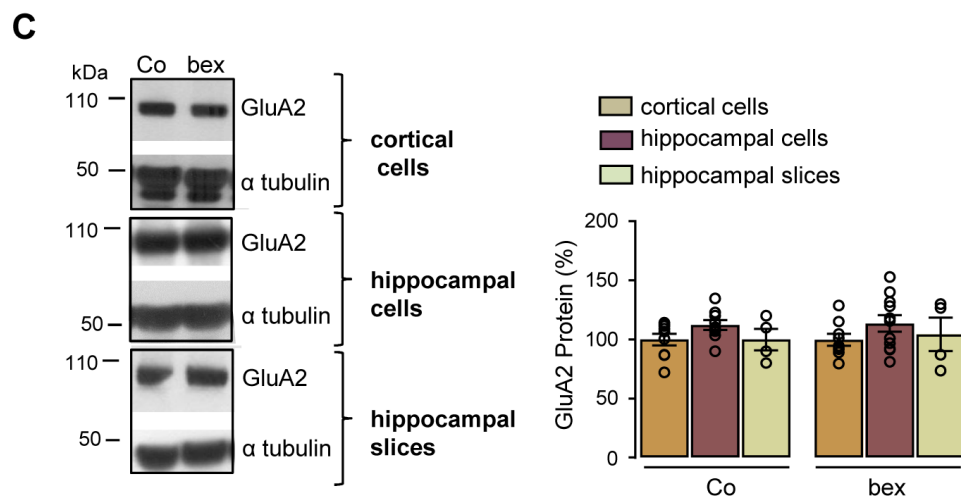 C
kDa
Co bex
110
GluA2
50
α tubulin
cortical
cells
110
GluA2
50
α tubulin
hippocampal
cells
110
GluA2
50
α tubulin
hippocampal
slices
cortical cells
hippocampal cells
hippocampal slices
GluA2 Protein (%)
200
150
100
50
0
Co bex